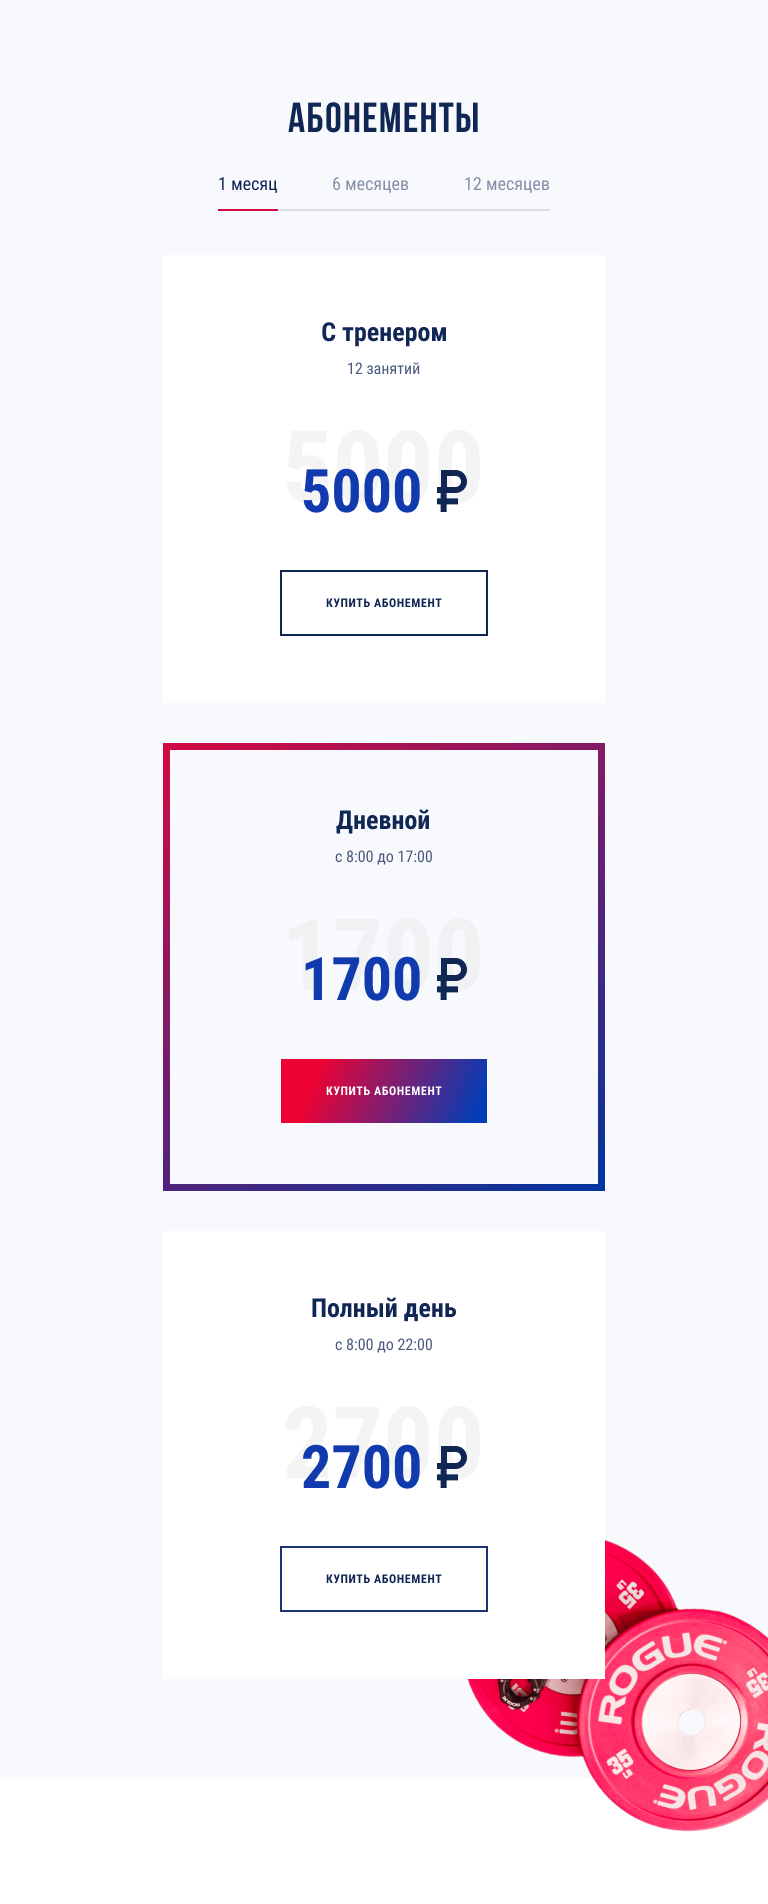 АБОНЕМЕНТЫ
1 месяц
6 месяцев
12 месяцев
С тренером
12 занятий
5000
5000 ₽
КУПИТЬ АБОНЕМЕНТ
Дневной
с 8:00 до 17:00
1700
1700 ₽
КУПИТЬ АБОНЕМЕНТ
Полный день
с 8:00 до 22:00
2700
2700 ₽
КУПИТЬ АБОНЕМЕНТ
35
ROGUE
35
35
ROGUE